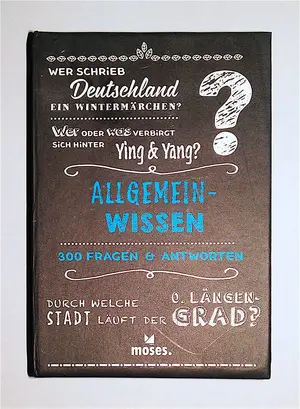 WER SCHRIEB
Deutschland
EIN WINTERMÄRCHEN?
?
Wer ODER was VERBIRGT
SICH HINTER
Ying & Yang?
ALLGEMEIN-
WISSEN
300 FRAGEN & ANTWORTEN
DURCH WELCHE
STADT LÄUFT DER
0. LÄNGEN-
GRAD?
moses.